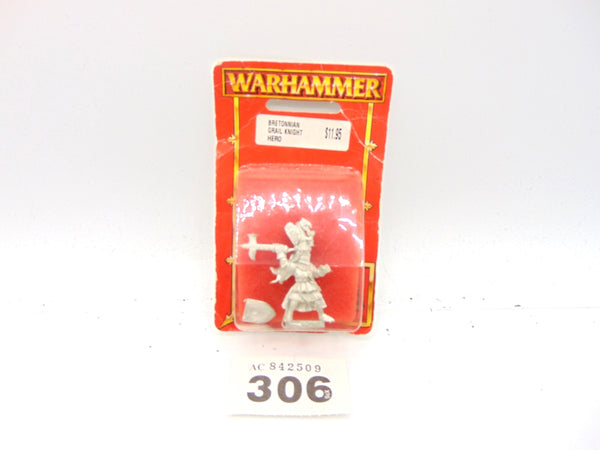 WARHAMMER
BRETONNIAN
GRAIL KNIGHT $11.95
HERO
AC 842509
306